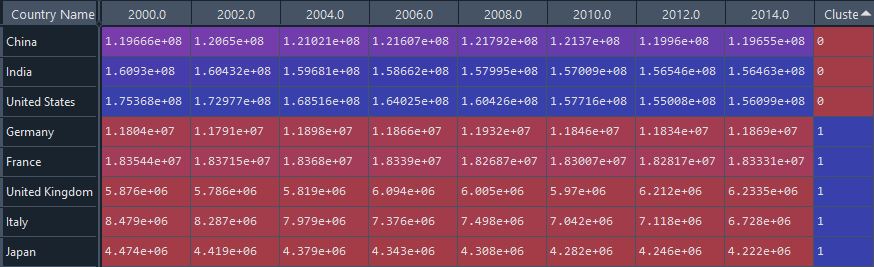 Country Name 2000.0 2002.0 2004.0 2006.0 2008.0 2010.0 2012.0 2014.0 Cluste
China 1.19666e+08 1.2065e+08 1.21021e+08 1.21607e+08 1.21792e+08 1.2137e+08 1.1996e+08 1.19655e+08 0
India 1.6093e+08 1.60432e+08 1.59681e+08 1.58662e+08 1.57995e+08 1.57009e+08 1.56546e+08 1.56463e+08 0
United States 1.75368e+08 1.72977e+08 1.68516e+08 1.64025e+08 1.60426e+08 1.57716e+08 1.55008e+08 1.56099e+08 0
Germany 1.1804e+07 1.1791e+07 1.1898e+07 1.1866e+07 1.1932e+07 1.1846e+07 1.1834e+07 1.1869e+07 1
France 1.83544e+07 1.83715e+07 1.8368e+07 1.8339e+07 1.82687e+07 1.83007e+07 1.82817e+07 1.83331e+07 1
United Kingdom 5.876e+06 5.786e+06 5.819e+06 6.094e+06 6.005e+06 5.97e+06 6.212e+06 6.2335e+06 1
Italy 8.479e+06 8.287e+06 7.979e+06 7.376e+06 7.498e+06 7.042e+06 7.118e+06 6.728e+06 1
Japan 4.474e+06 4.419e+06 4.379e+06 4.343e+06 4.308e+06 4.282e+06 4.246e+06 4.222e+06 1